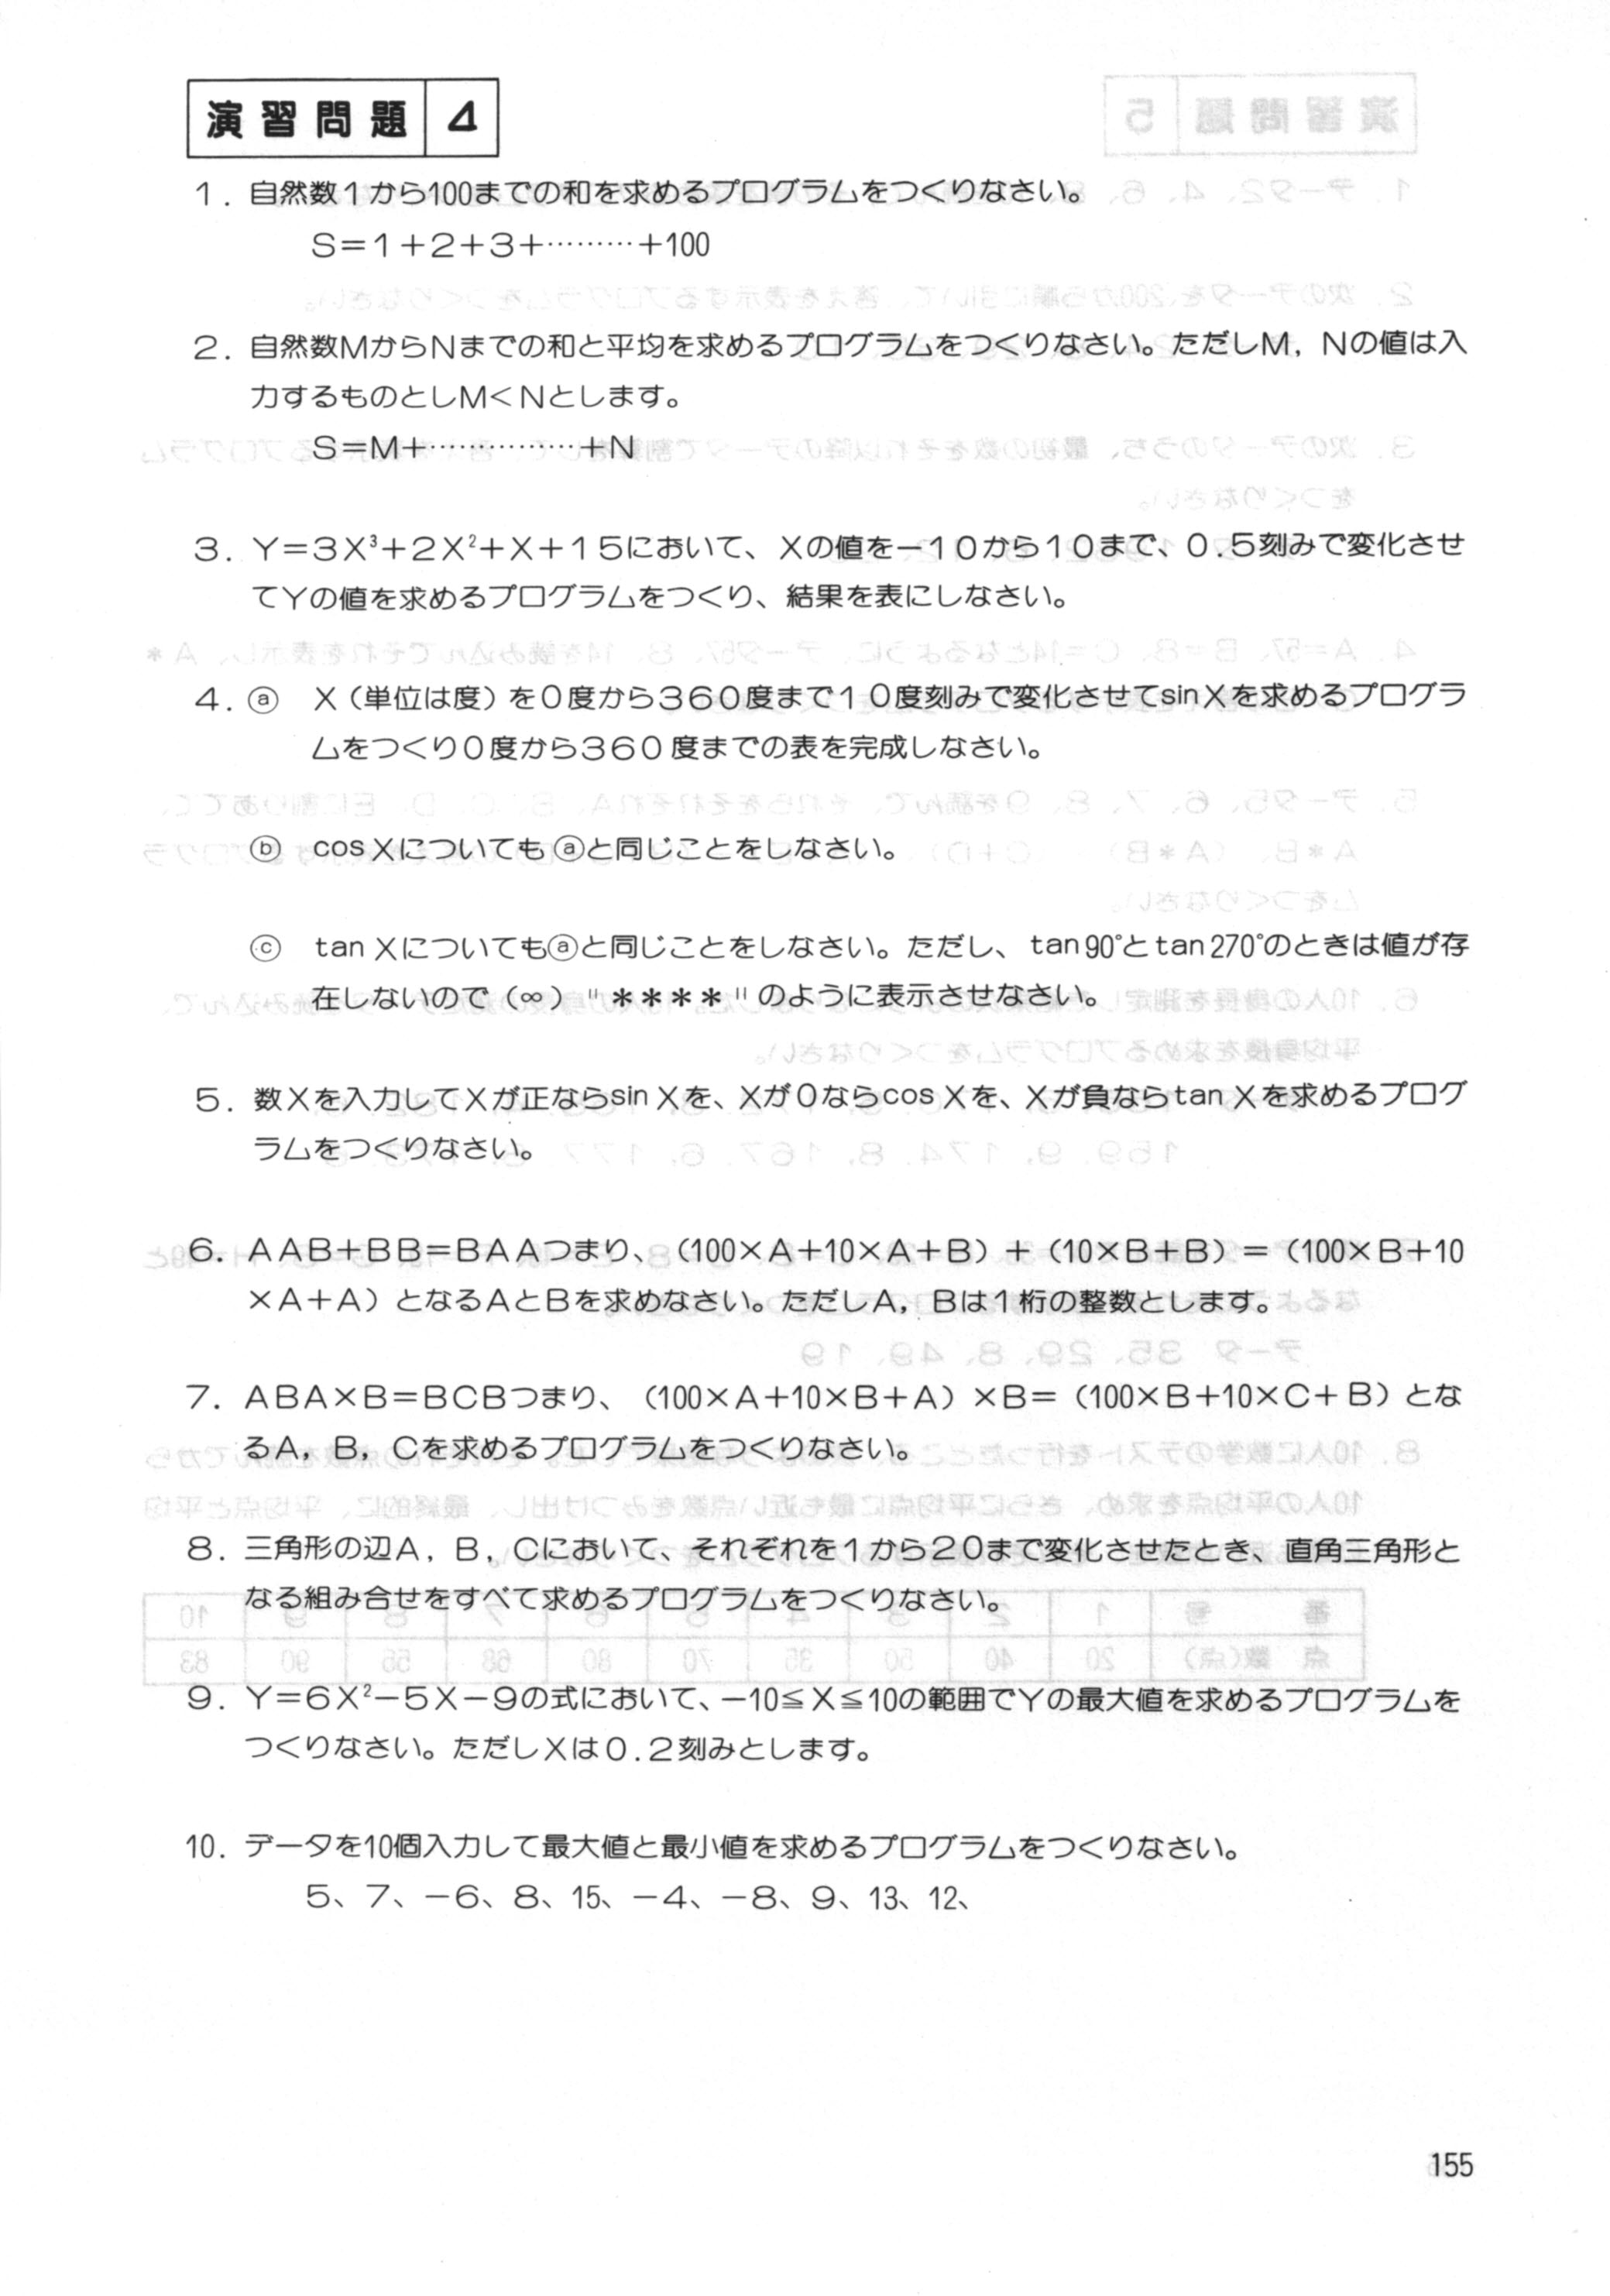 演習問題 4
1. 自然数1から100までの和を求めるプログラムをつくりなさい。
S=1+2+3+………+100
2. 自然数MからNまでの和と平均を求めるプログラムをつくりなさい。ただしM，Nの値は入
力するものとしM<Nとします。
S=M+……………+N
3. Y=3X³+2X²+X+15において、Xの値を-10から10まで、0.5刻みで変化させ
てYの値を求めるプログラムをつくり、結果を表にしなさい。
4. ⓐ X（単位は度）を0度から360度まで10度刻みで変化させてsinXを求めるプログラ
ムをつくり0度から360度までの表を完成しなさい。
ⓑ cosXについてもⓐと同じことをしなさい。
ⓒ tan Xについてもⓐと同じことをしなさい。ただし、tan90°とtan270°のときは値が存
在しないので（∞）"＊＊＊＊"のように表示させなさい。
5. 数Xを入力してXが正ならsin Xを、Xが0ならcos Xを、Xが負ならtan Xを求めるプログ
ラムをつくりなさい。
6. AAB+BB=BAAつまり、（100×A+10×A+B）+（10×B+B）=（100×B+10
×A+A）となるAとBを求めなさい。ただしA，Bは1桁の整数とします。
7. ABA×B=BCBつまり、（100×A+10×B+A）×B=（100×B+10×C+B）とな
るA，B，Cを求めるプログラムをつくりなさい。
8. 三角形の辺A，B，Cにおいて、それぞれを1から20まで変化させたとき、直角三角形と
なる組み合せをすべて求めるプログラムをつくりなさい。
9. Y=6X²-5X-9の式において、-10≦X≦10の範囲でYの最大値を求めるプログラムを
つくりなさい。ただしXは0.2刻みとします。
10. データを10個入力して最大値と最小値を求めるプログラムをつくりなさい。
5、7、-6、8、15、-4、-8、9、13、12、
155